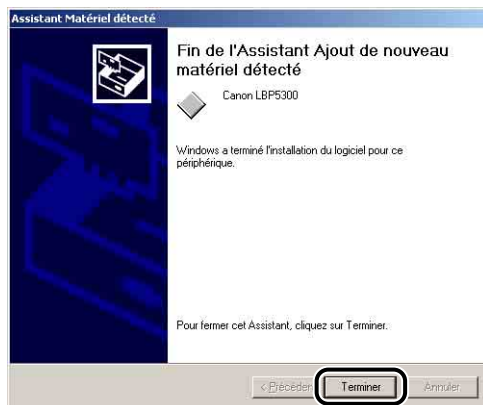 Assistant Matériel détecté
Fin de l'Assistant Ajout de nouveau
matériel détecté
Canon LBP5300
Windows a terminé l'installation du logiciel pour ce
périphérique.
Pour fermer cet Assistant, cliquez sur Terminer.
< Précéden Terminer Annuler